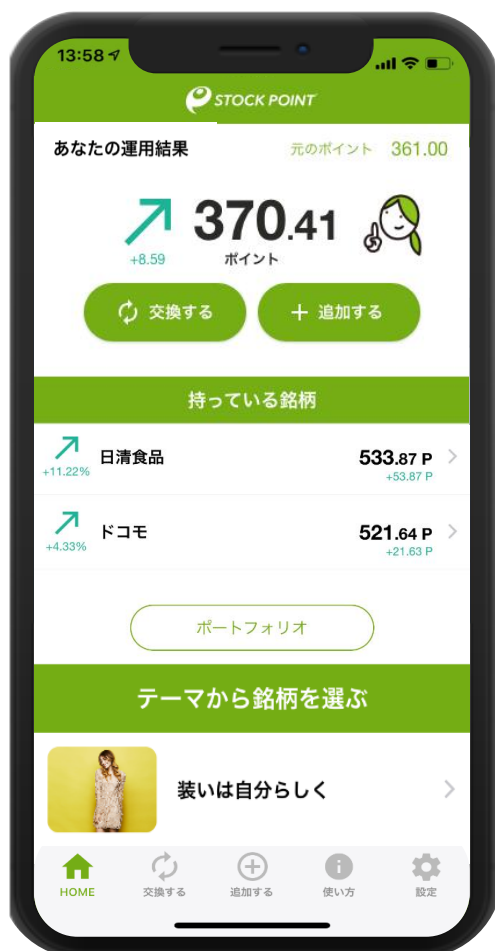 13:58
STOCK POINT
あなたの運用結果 元のポイント 361.00
370.41
+8.59 ポイント
交換する 追加する
持っている銘柄
日清食品 533.87 P
+11.22% +53.87 P
ドコモ 521.64 P
+4.33% +21.63 P
ポートフォリオ
テーマから銘柄を選ぶ
装いは自分らしく
HOME 交換する 追加する 使い方 設定